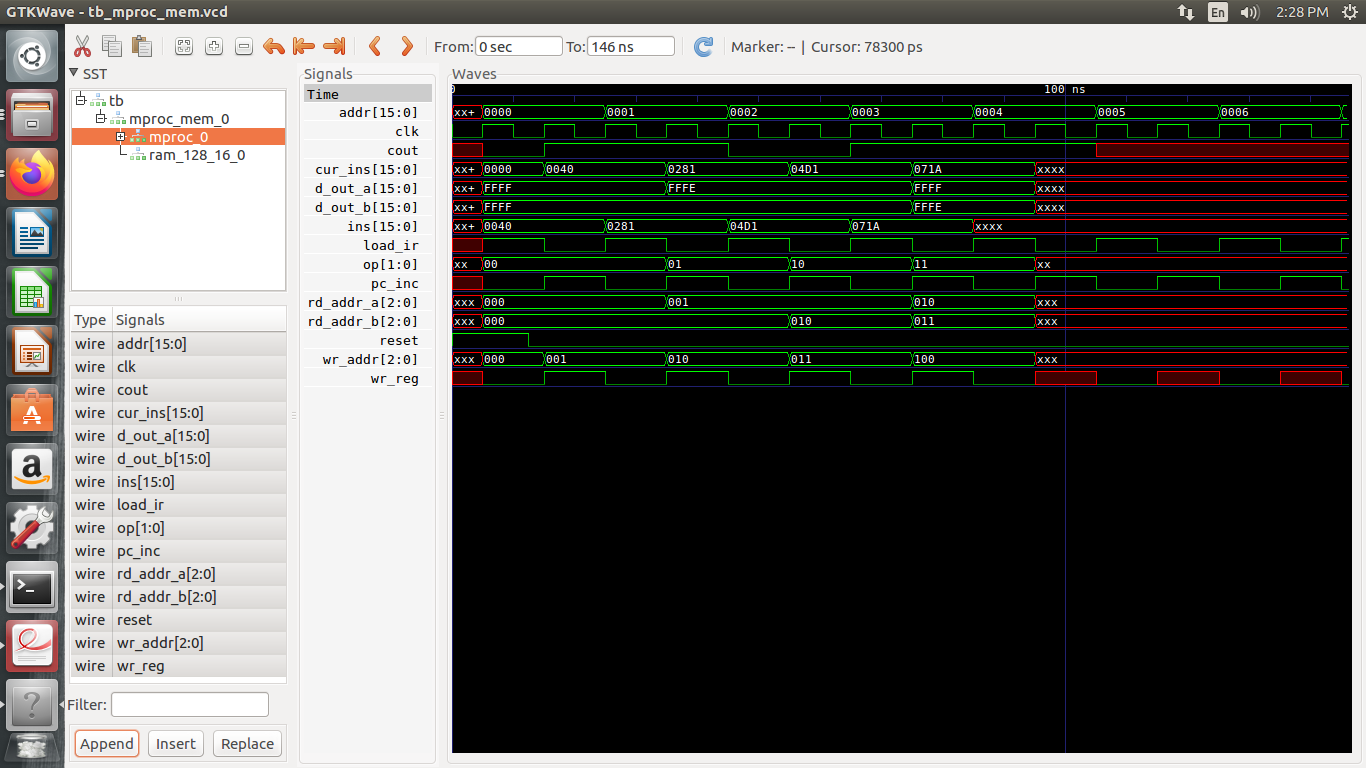 GTKWave - tb_mproc_mem.vcd En 2:28 PM
From: 0 sec To: 146 ns Marker: -- | Cursor: 78300 ps
SST
tb
mproc_mem_0
mproc_0
ram_128_16_0
Type Signals
wire addr[15:0]
wire clk
wire cout
wire cur_ins[15:0]
wire d_out_a[15:0]
wire d_out_b[15:0]
wire ins[15:0]
wire load_ir
wire op[1:0]
wire pc_inc
wire rd_addr_a[2:0]
wire rd_addr_b[2:0]
wire reset
wire wr_addr[2:0]
wire wr_reg
Filter:
Append Insert Replace
Signals
Time
addr[15:0]
clk
cout
cur_ins[15:0]
d_out_a[15:0]
d_out_b[15:0]
ins[15:0]
load_ir
op[1:0]
pc_inc
rd_addr_a[2:0]
rd_addr_b[2:0]
reset
wr_addr[2:0]
wr_reg
Waves
0 100 ns
xx+ 0000 0001 0002 0003 0004 0005 0006
xx+ 0000 0040 0281 04D1 071A xxxx
xx+ FFFF FFFE FFFF xxxx
xx+ FFFF FFFE xxxx
xx+ 0040 0281 04D1 071A xxxx
xx 00 01 10 11 xx
xxx 000 001 010 xxx
xxx 000 010 011 xxx
xxx 000 001 010 011 100 xxx